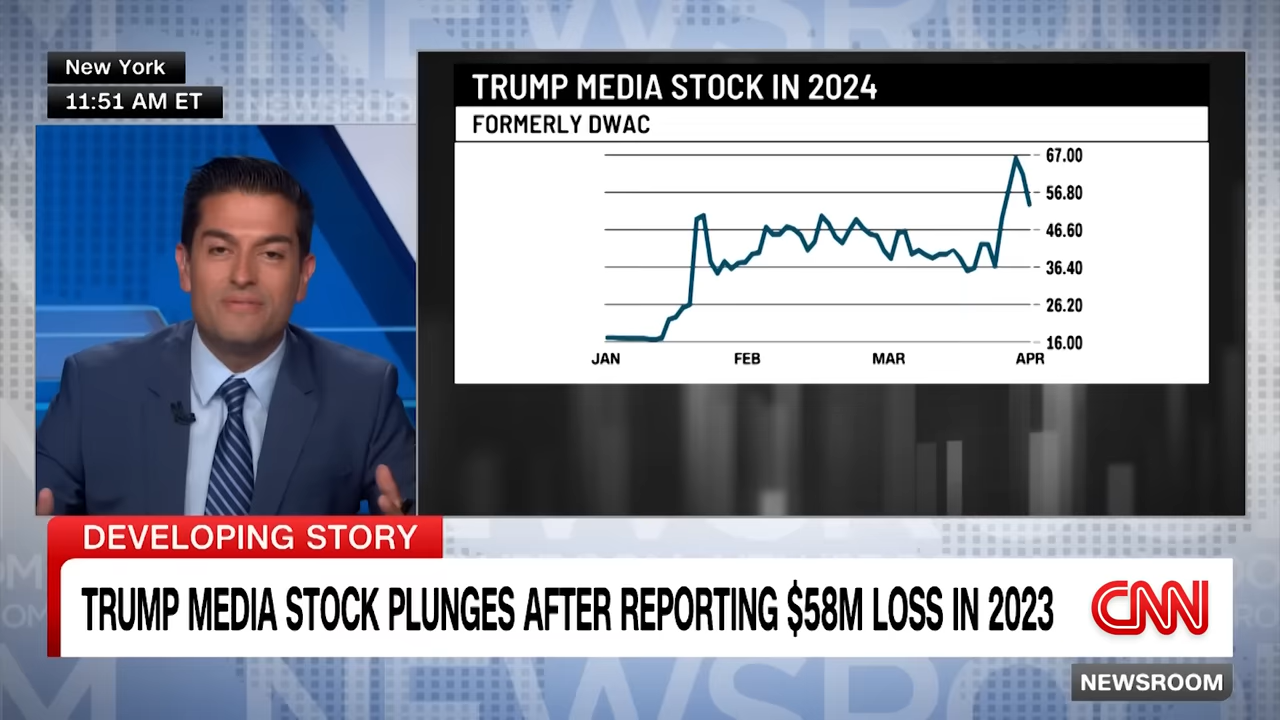 New York
11:51 AM ET
TRUMP MEDIA STOCK IN 2024
FORMERLY DWAC
67.00
56.80
46.60
36.40
26.20
16.00
JAN FEB MAR APR
DEVELOPING STORY
TRUMP MEDIA STOCK PLUNGES AFTER REPORTING $58M LOSS IN 2023
CNN
NEWSROOM